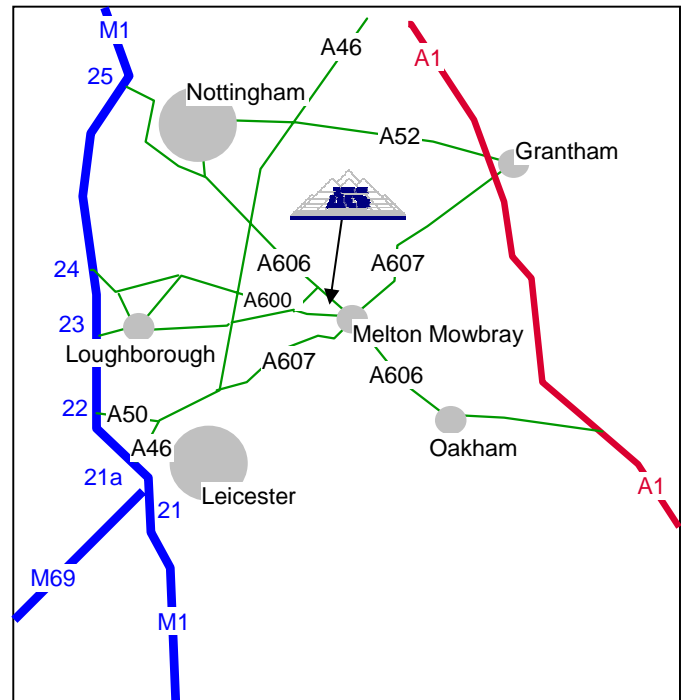 M1
A46
A1
25
Nottingham
A52
Grantham
A606
A607
24
A600
23
Loughborough
Melton Mowbray
A607
A606
22
A50
A46
Oakham
21a
Leicester
A1
21
M69
M1